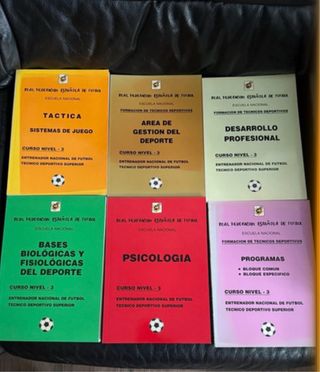 REAL FEDERACION ESPAÑOLA DE FUTBOL
ESCUELA NACIONAL
TACTICA
SISTEMAS DE JUEGO
CURSO NIVEL - 3
ENTRENADOR NACIONAL DE FUTBOL
TECNICO DEPORTIVO SUPERIOR
REAL FEDERACION ESPAÑOLA DE FUTBOL
ESCUELA NACIONAL
FORMACION DE TECNICOS DEPORTIVOS
AREA DE
GESTION DEL
DEPORTE
CURSO NIVEL - 3
ENTRENADOR NACIONAL DE FUTBOL
TECNICO DEPORTIVO SUPERIOR
REAL FEDERACION ESPAÑOLA DE FUTBOL
ESCUELA NACIONAL
FORMACION DE TECNICOS DEPORTIVOS
DESARROLLO
PROFESIONAL
CURSO NIVEL - 3
ENTRENADOR NACIONAL DE FUTBOL
TECNICO DEPORTIVO SUPERIOR
REAL FEDERACION ESPAÑOLA DE FUTBOL
ESCUELA NACIONAL
BASES
BIOLÓGICAS Y
FISIOLÓGICAS
DEL DEPORTE
CURSO NIVEL - 3
ENTRENADOR NACIONAL DE FUTBOL
TECNICO DEPORTIVO SUPERIOR
REAL FEDERACION ESPAÑOLA DE FUTBOL
ESCUELA NACIONAL
PSICOLOGIA
CURSO NIVEL - 3
ENTRENADOR NACIONAL DE FUTBOL
TECNICO DEPORTIVO SUPERIOR
REAL FEDERACION ESPAÑOLA DE FUTBOL
ESCUELA NACIONAL
FORMACION DE TECNICOS DEPORTIVOS
PROGRAMAS
• BLOQUE COMUN
• BLOQUE ESPECIFICO
CURSO NIVEL - 3
ENTRENADOR NACIONAL DE FUTBOL
TECNICO DEPORTIVO SUPERIOR